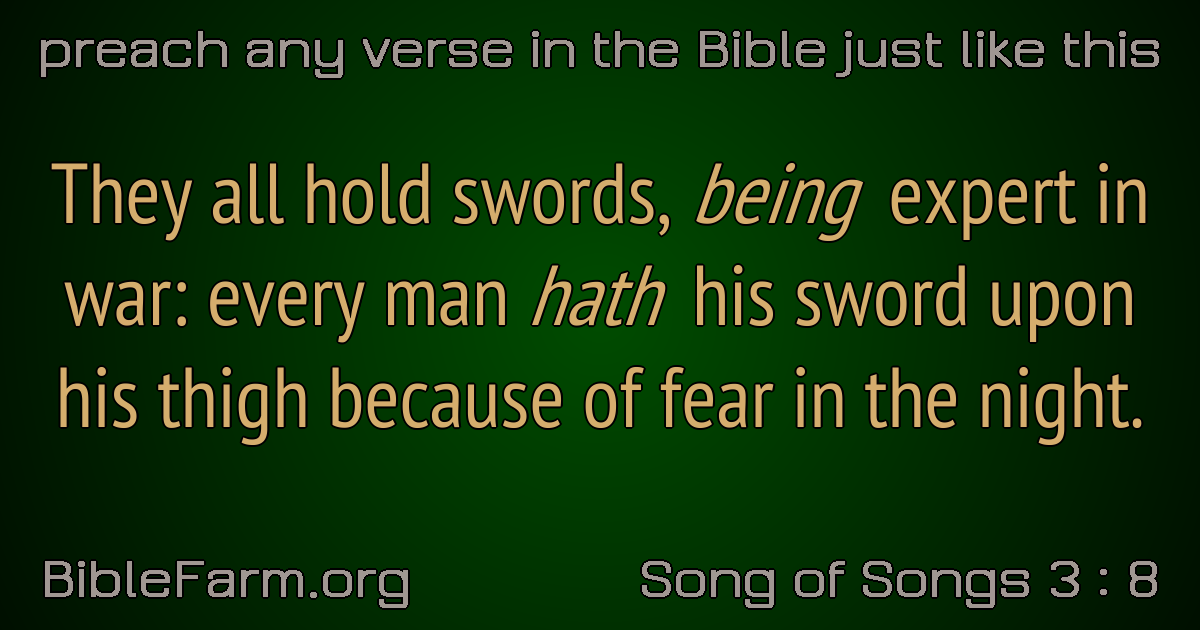 preach any verse in the Bible just like this
They all hold swords, being expert in
war: every man hath his sword upon
his thigh because of fear in the night.
BibleFarm.org
Song of Songs 3 : 8